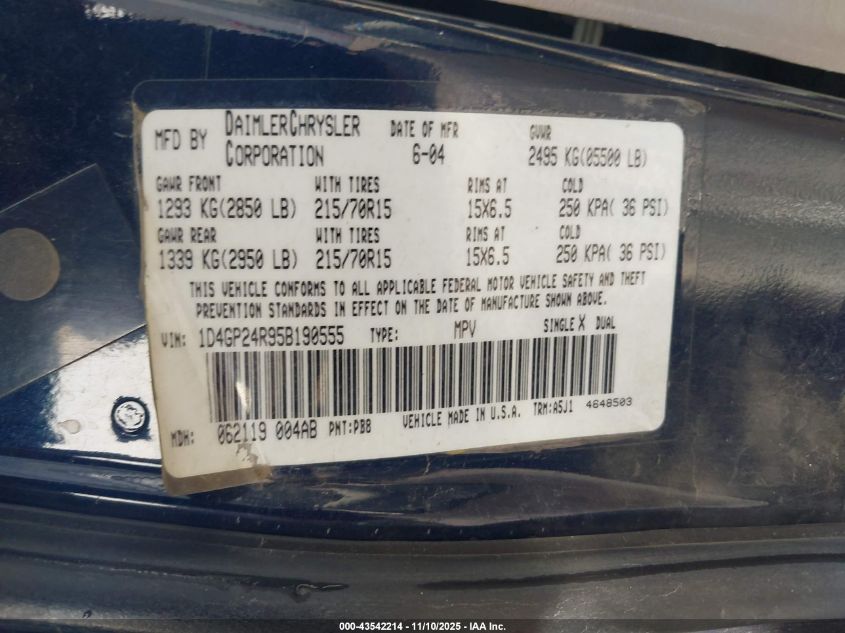 MFD BY DAIMLERCHRYSLER CORPORATION DATE OF MFR 6-04 GVWR 2495 KG(05500 LB)
GAWR FRONT WITH TIRES RIMS AT COLD
1293 KG(2850 LB) 215/70R15 15X6.5 250 KPA( 36 PSI)
GAWR REAR WITH TIRES RIMS AT COLD
1339 KG(2950 LB) 215/70R15 15X6.5 250 KPA( 36 PSI)
THIS VEHICLE CONFORMS TO ALL APPLICABLE FEDERAL MOTOR VEHICLE SAFETY AND THEFT
PREVENTION STANDARDS IN EFFECT ON THE DATE OF MANUFACTURE SHOWN ABOVE.
VIN: 1D4GP24R95B190555 TYPE: MPV SINGLE X DUAL
MDH: 062119 004AB PNT:PB8 VEHICLE MADE IN U.S.A. TRM:A5J1 4648503
000-43542214 - 11/10/2025 - IAA Inc.